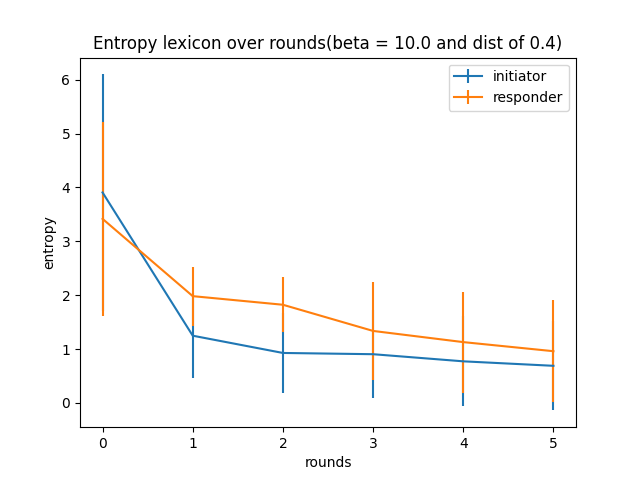 Entropy lexicon over rounds(beta = 10.0 and dist of 0.4)
initiator
responder
6
5
4
3
2
1
0
entropy
0 1 2 3 4 5
rounds